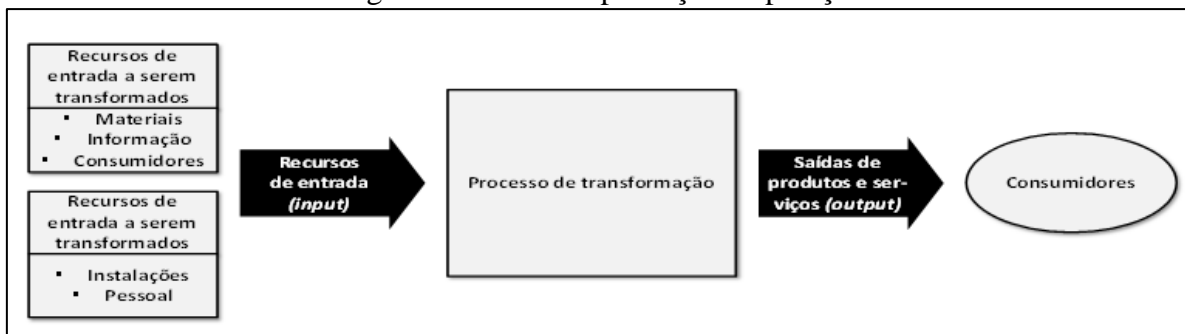 Recursos de
entrada a serem
transformados
▪ Materiais
▪ Informação
▪ Consumidores
Recursos de
entrada a serem
transformados
▪ Instalações
▪ Pessoal
Recursos
de entrada
(input)
Processo de transformação
Saídas de
produtos e ser-
viços (output)
Consumidores